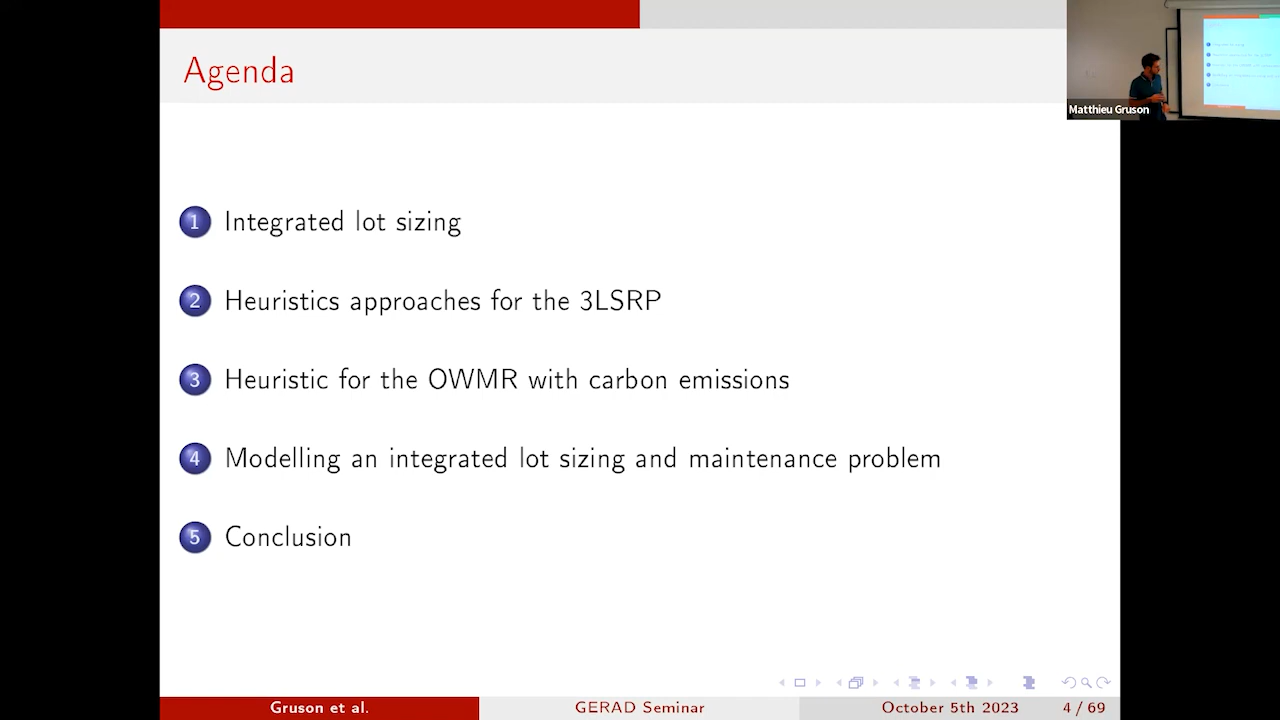 Agenda
Matthieu Gruson
1 Integrated lot sizing
2 Heuristics approaches for the 3LSRP
3 Heuristic for the OWMR with carbon emissions
4 Modelling an integrated lot sizing and maintenance problem
5 Conclusion
Gruson et al. GERAD Seminar October 5th 2023 4 / 69